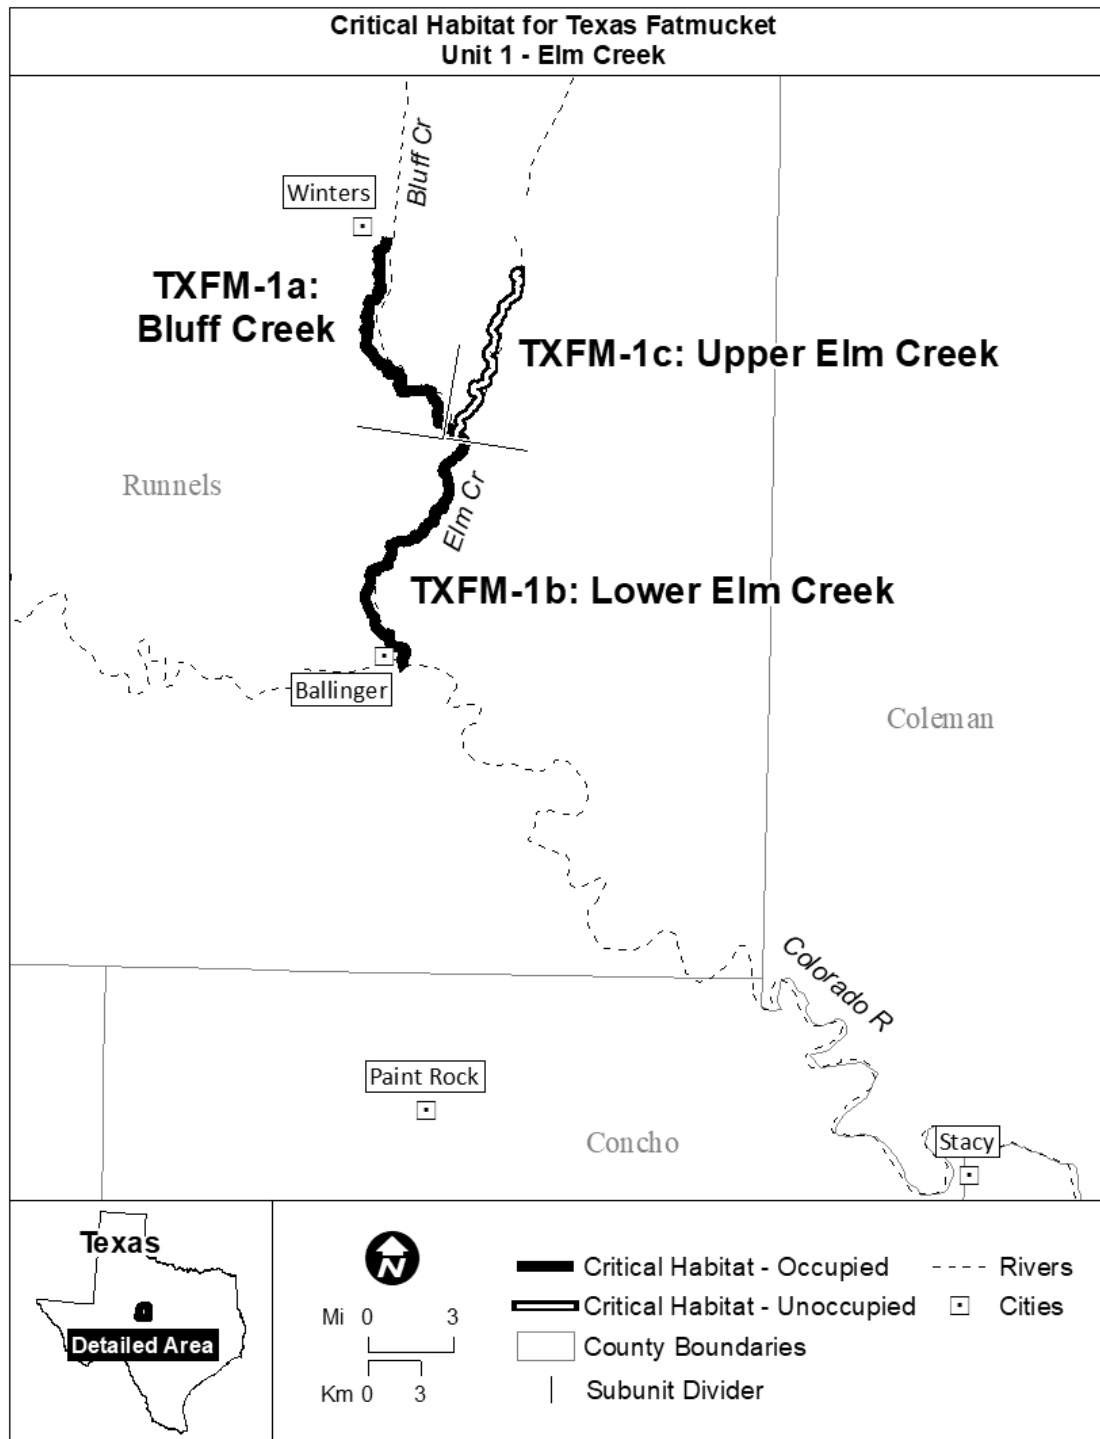 Critical Habitat for Texas Fatmucket
Unit 1 - Elm Creek
Bluff Cr
Winters
TXFM-1a:
Bluff Creek
TXFM-1c: Upper Elm Creek
Runnels
Elm Cr
TXFM-1b: Lower Elm Creek
Ballinger
Coleman
Colorado R
Paint Rock
Concho
Stacy
Texas
Detailed Area
N
Mi 0 3
Km 0 3
Critical Habitat - Occupied
Critical Habitat - Unoccupied
County Boundaries
Subunit Divider
Rivers
Cities